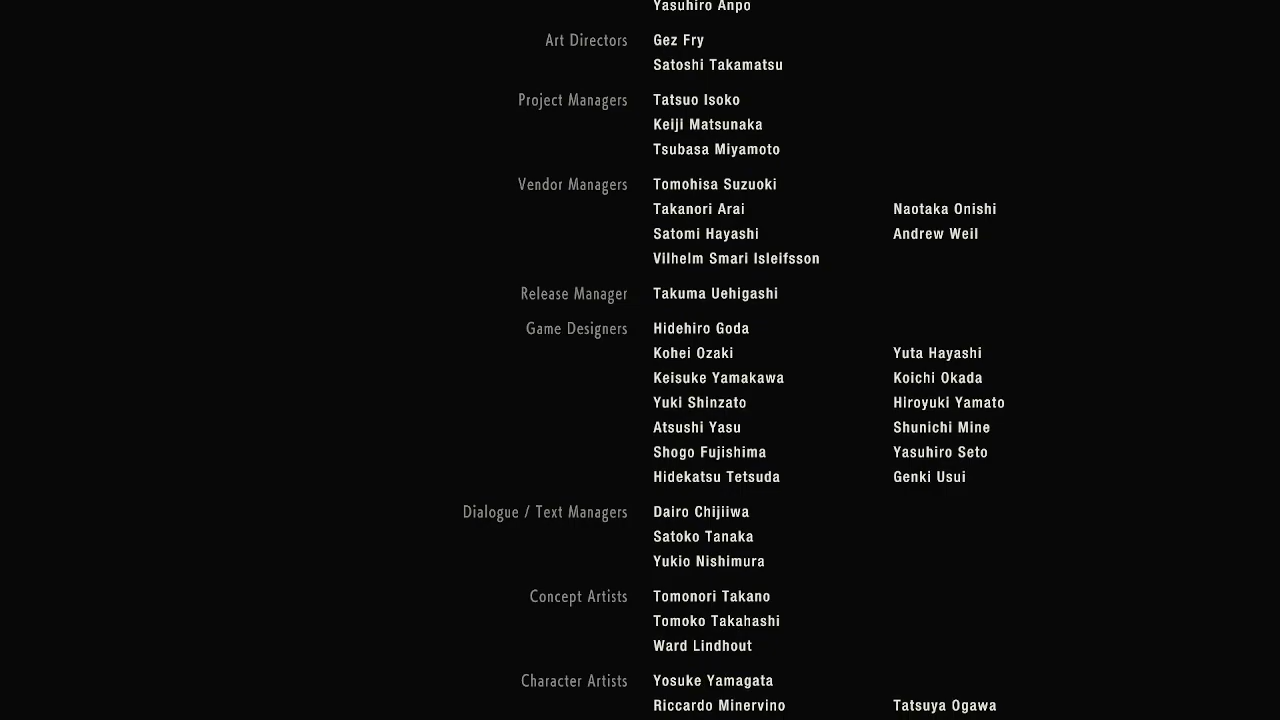 Yasuhiro Anpo
Art Directors Gez Fry
Satoshi Takamatsu
Project Managers Tatsuo Isoko
Keiji Matsunaka
Tsubasa Miyamoto
Vendor Managers Tomohisa Suzuoki
Takanori Arai Naotaka Onishi
Satomi Hayashi Andrew Weil
Vilhelm Smari Isleifsson
Release Manager Takuma Uehigashi
Game Designers Hidehiro Goda
Kohei Ozaki Yuta Hayashi
Keisuke Yamakawa Koichi Okada
Yuki Shinzato Hiroyuki Yamato
Atsushi Yasu Shunichi Mine
Shogo Fujishima Yasuhiro Seto
Hidekatsu Tetsuda Genki Usui
Dialogue / Text Managers Dairo Chijiiwa
Satoko Tanaka
Yukio Nishimura
Concept Artists Tomonori Takano
Tomoko Takahashi
Ward Lindhout
Character Artists Yosuke Yamagata
Riccardo Minervino Tatsuya Ogawa